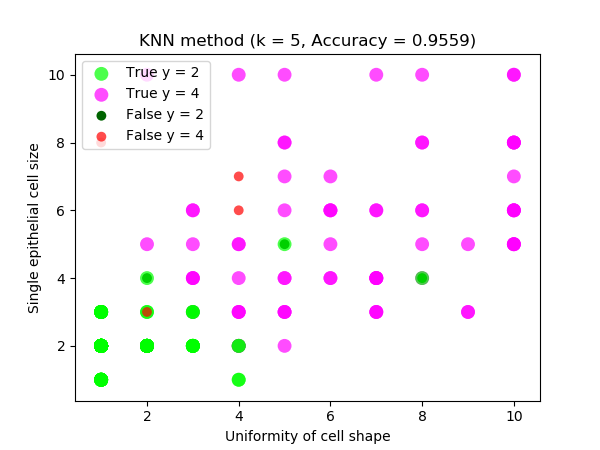 KNN method (k = 5, Accuracy = 0.9559)
True y = 2
True y = 4
False y = 2
False y = 4
10
8
6
4
2
Single epithelial cell size
2 4 6 8 10
Uniformity of cell shape